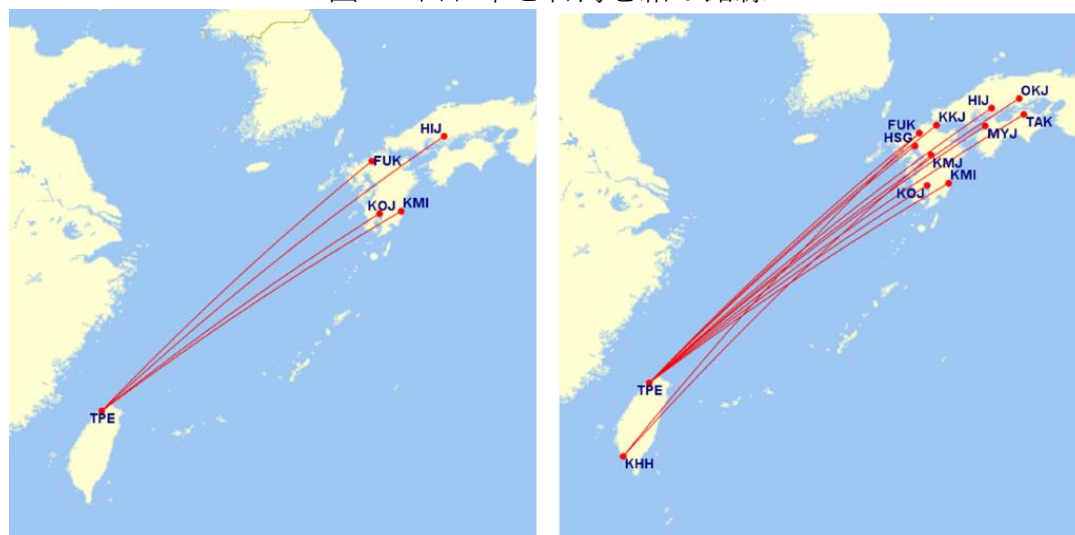 HIJ
FUK
KOJ KMI
TPE
OKJ
HIJ
KKJ
TAK
FUK
MYJ
HSG
KMJ
KMI
KOJ
TPE
KHH